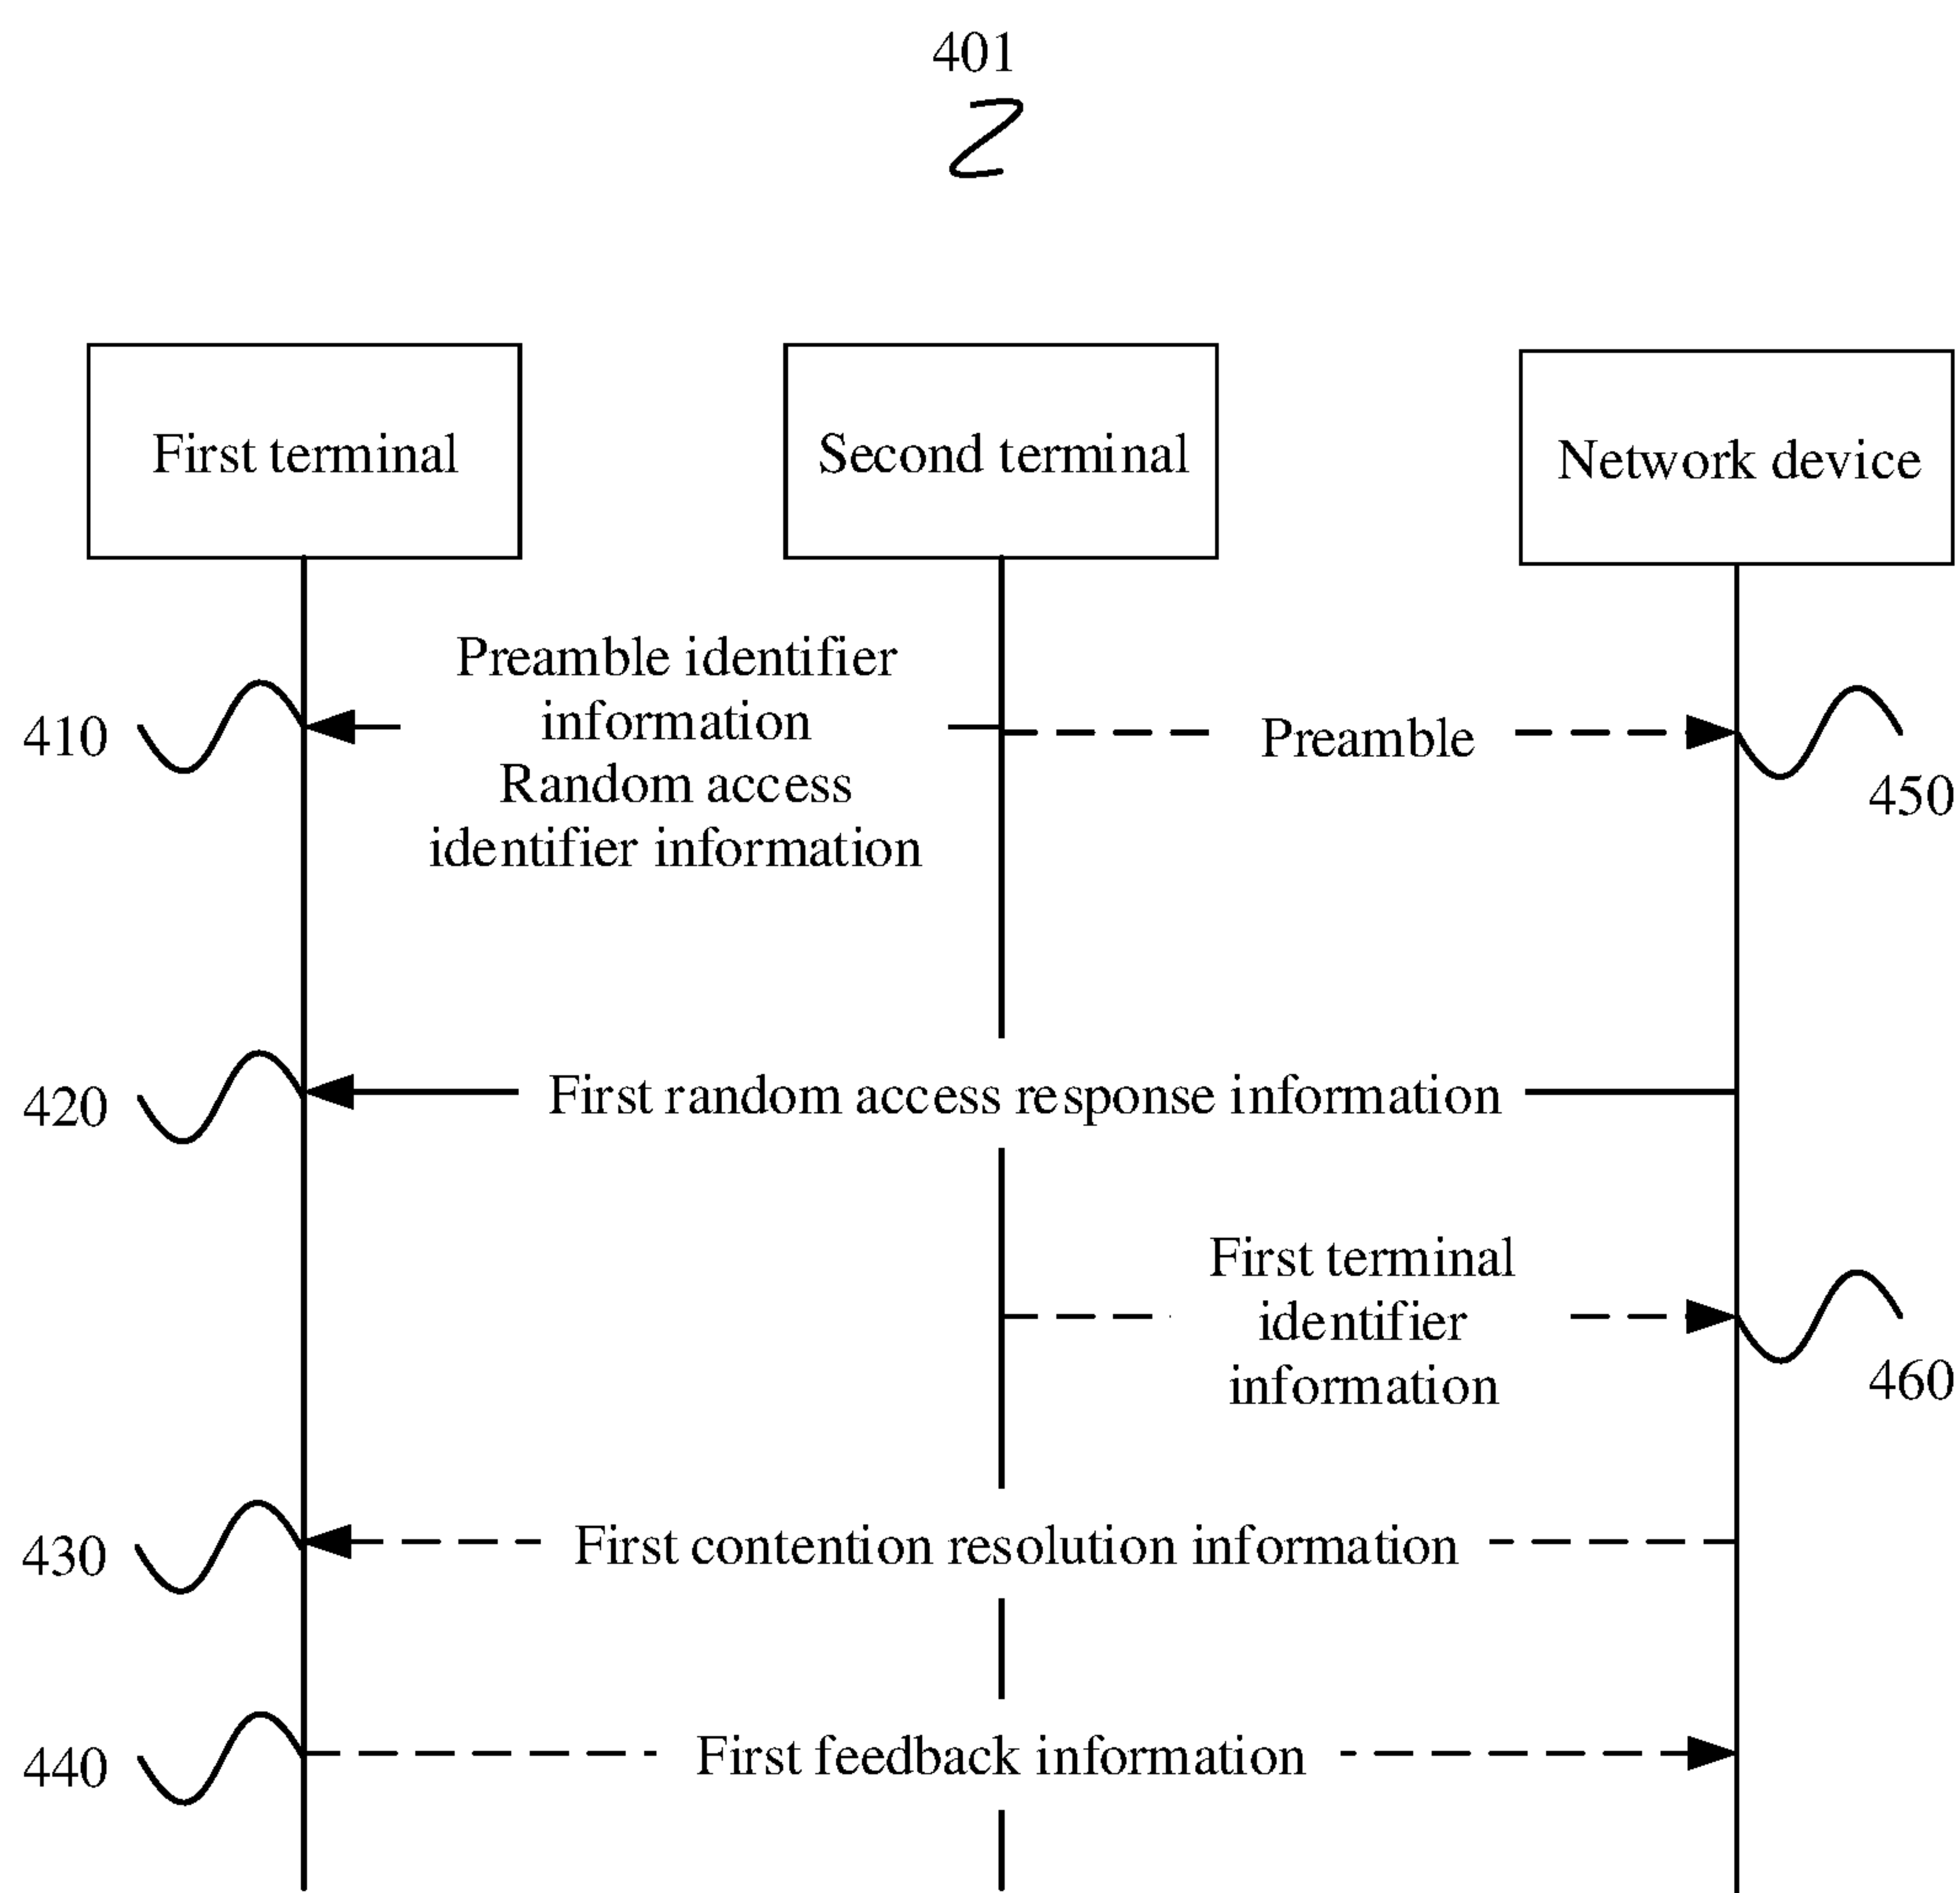 401
First terminal
Second terminal
Network device
Preamble identifier
information
Random access
identifier information
410
Preamble
450
420
First random access response information
First terminal
identifier
information
460
430
First contention resolution information
440
First feedback information